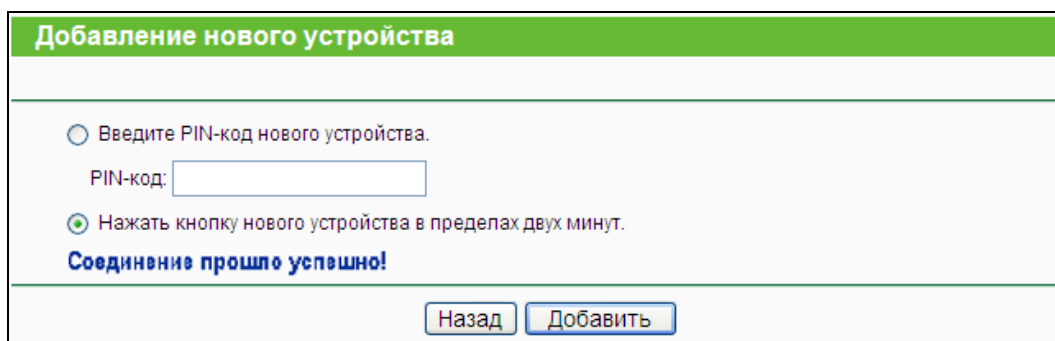 Добавление нового устройства
Введите PIN-код нового устройства.
PIN-код:
Нажать кнопку нового устройства в пределах двух минут.
Соединение прошло успешно!
Назад Добавить